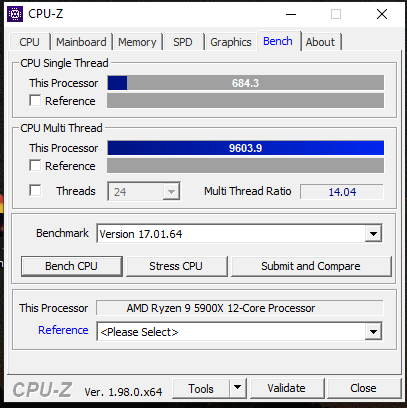 CPU-Z
CPU Mainboard Memory SPD Graphics Bench About
CPU Single Thread
This Processor 684.3
Reference
CPU Multi Thread
This Processor 9603.9
Reference
Threads 24 Multi Thread Ratio 14.04
Benchmark Version 17.01.64
Bench CPU Stress CPU Submit and Compare
This Processor AMD Ryzen 9 5900X 12-Core Processor
Reference <Please Select>
CPU-Z Ver. 1.98.0.x64 Tools Validate Close